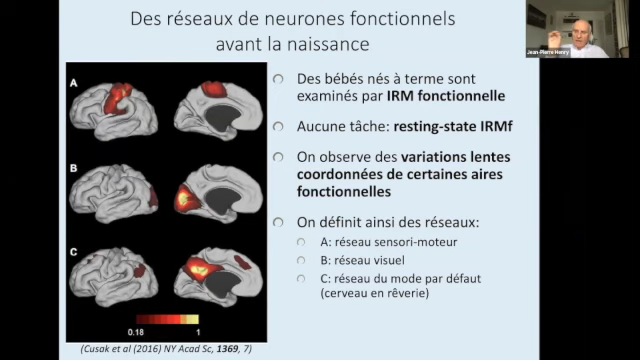 Des réseaux de neurones fonctionnels
avant la naissance
Jean-Pierre Henry
A
B
C
0.18
1
Des bébés nés à terme sont
examinés par IRM fonctionnelle
Aucune tâche: resting-state IRMf
On observe des variations lentes
coordonnées de certaines aires
fonctionnelles
On définit ainsi des réseaux:
A: réseau sensori-moteur
B: réseau visuel
C: réseau du mode par défaut
(cerveau en rêverie)
(Cusak et al (2016) NY Acad Sc, 1369, 7)